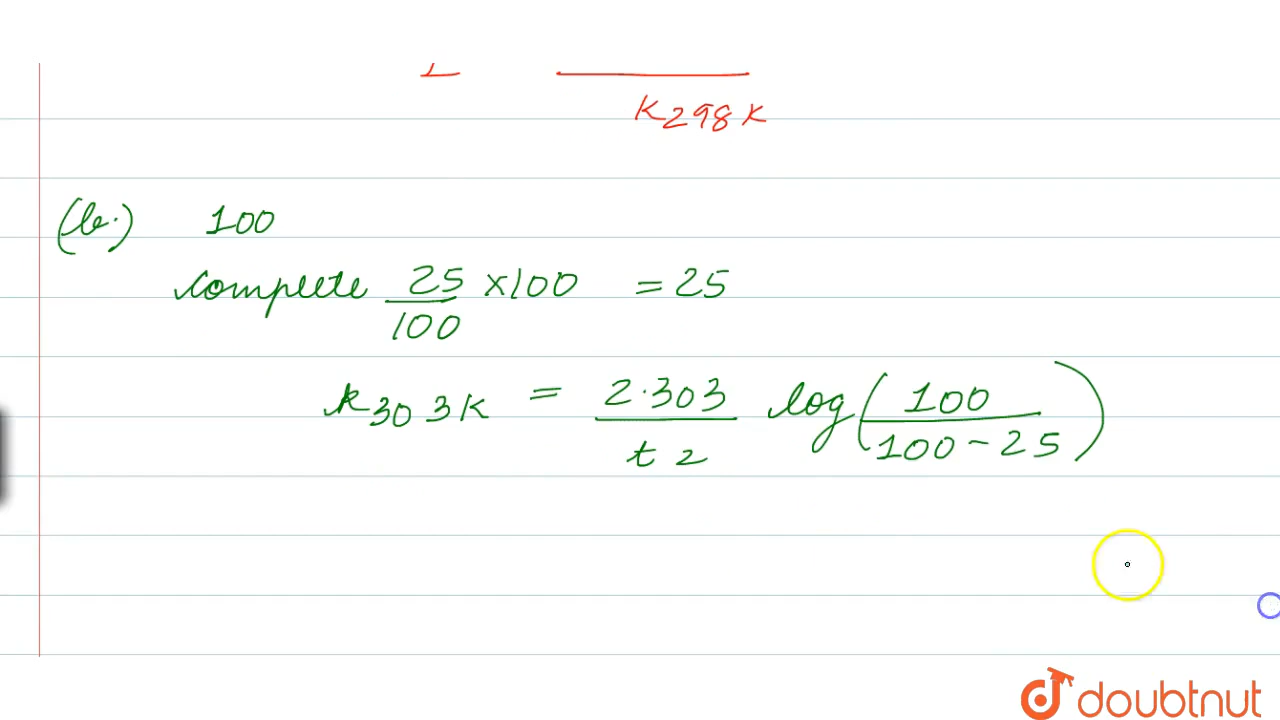 K298K
(b.) 100
complete 25/100 ×100 = 25
k303K = 2.303/t2 log(100/100-25)
doubtnut